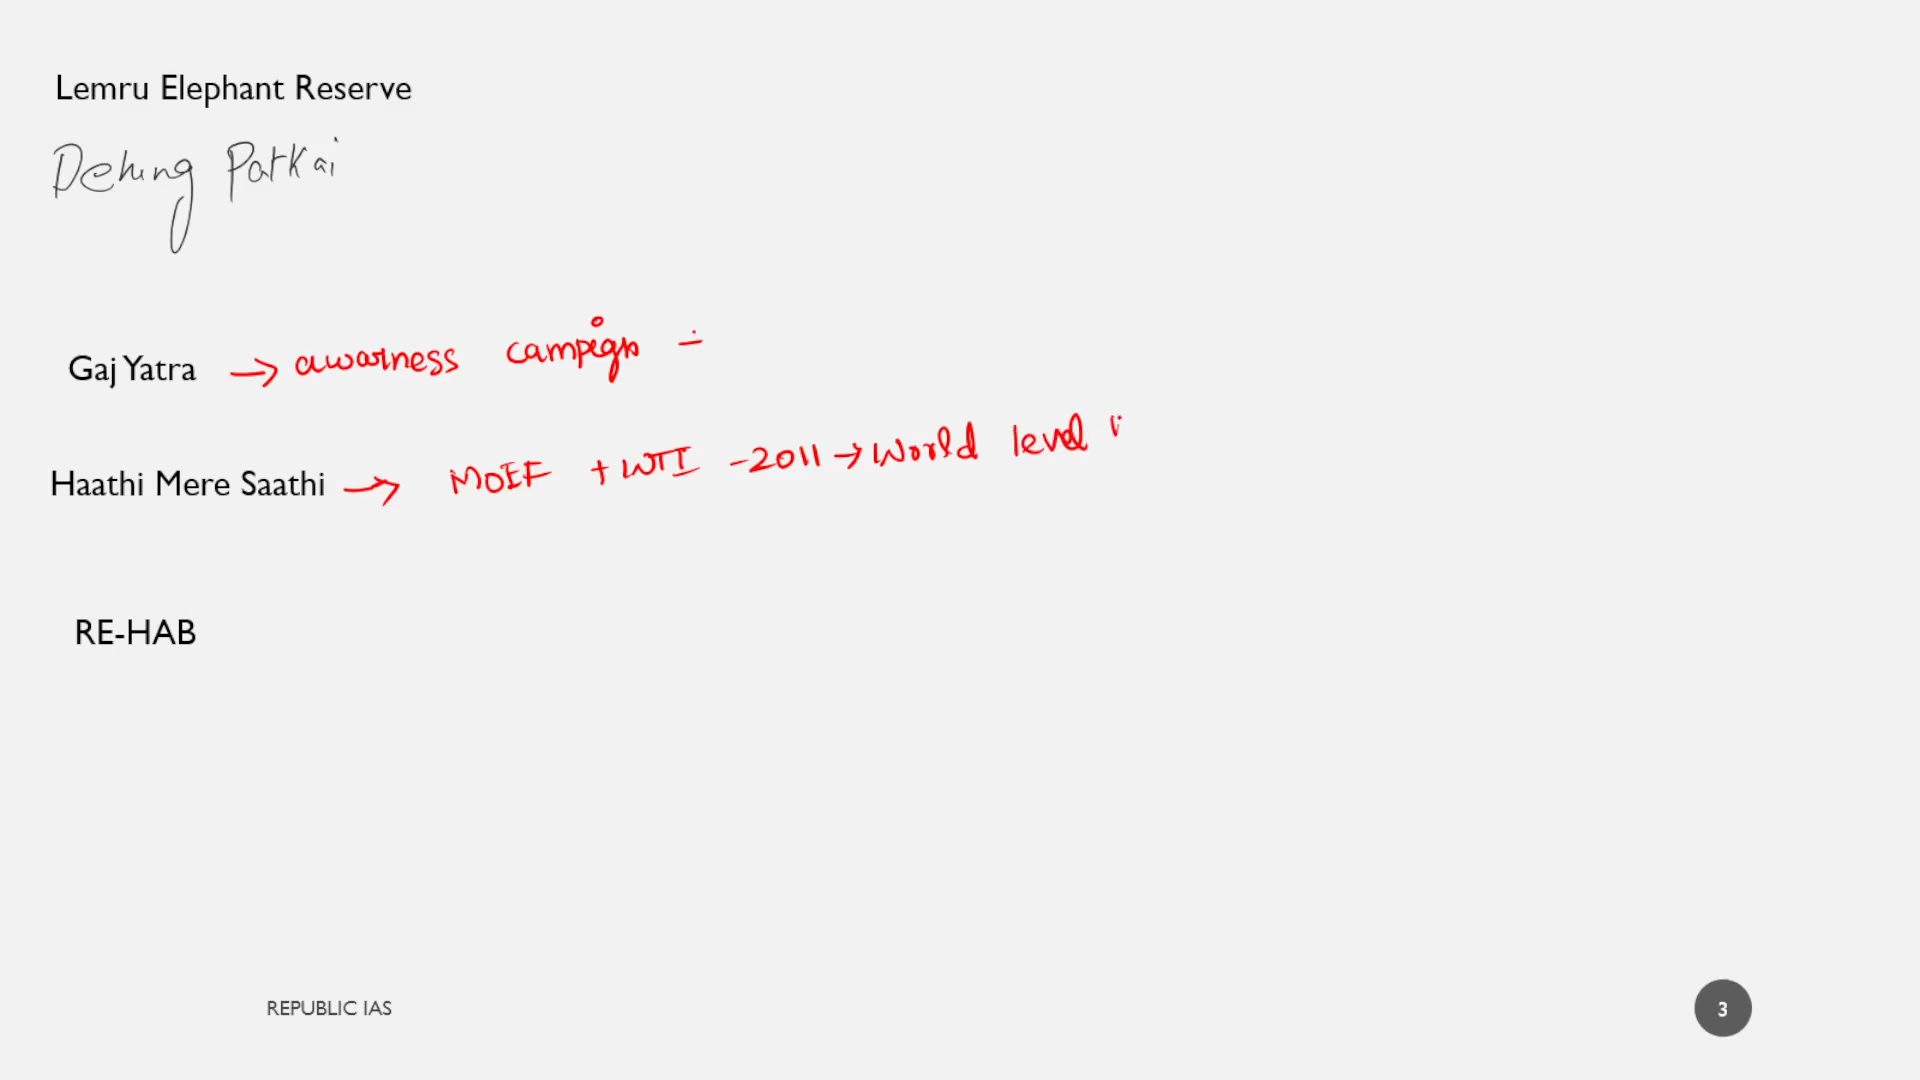 Lemru Elephant Reserve
Dehing Patkai
Gaj Yatra → awarness campeign -
Haathi Mere Saathi → MOEF + WTI - 2011 → World level
RE-HAB
REPUBLIC IAS
3